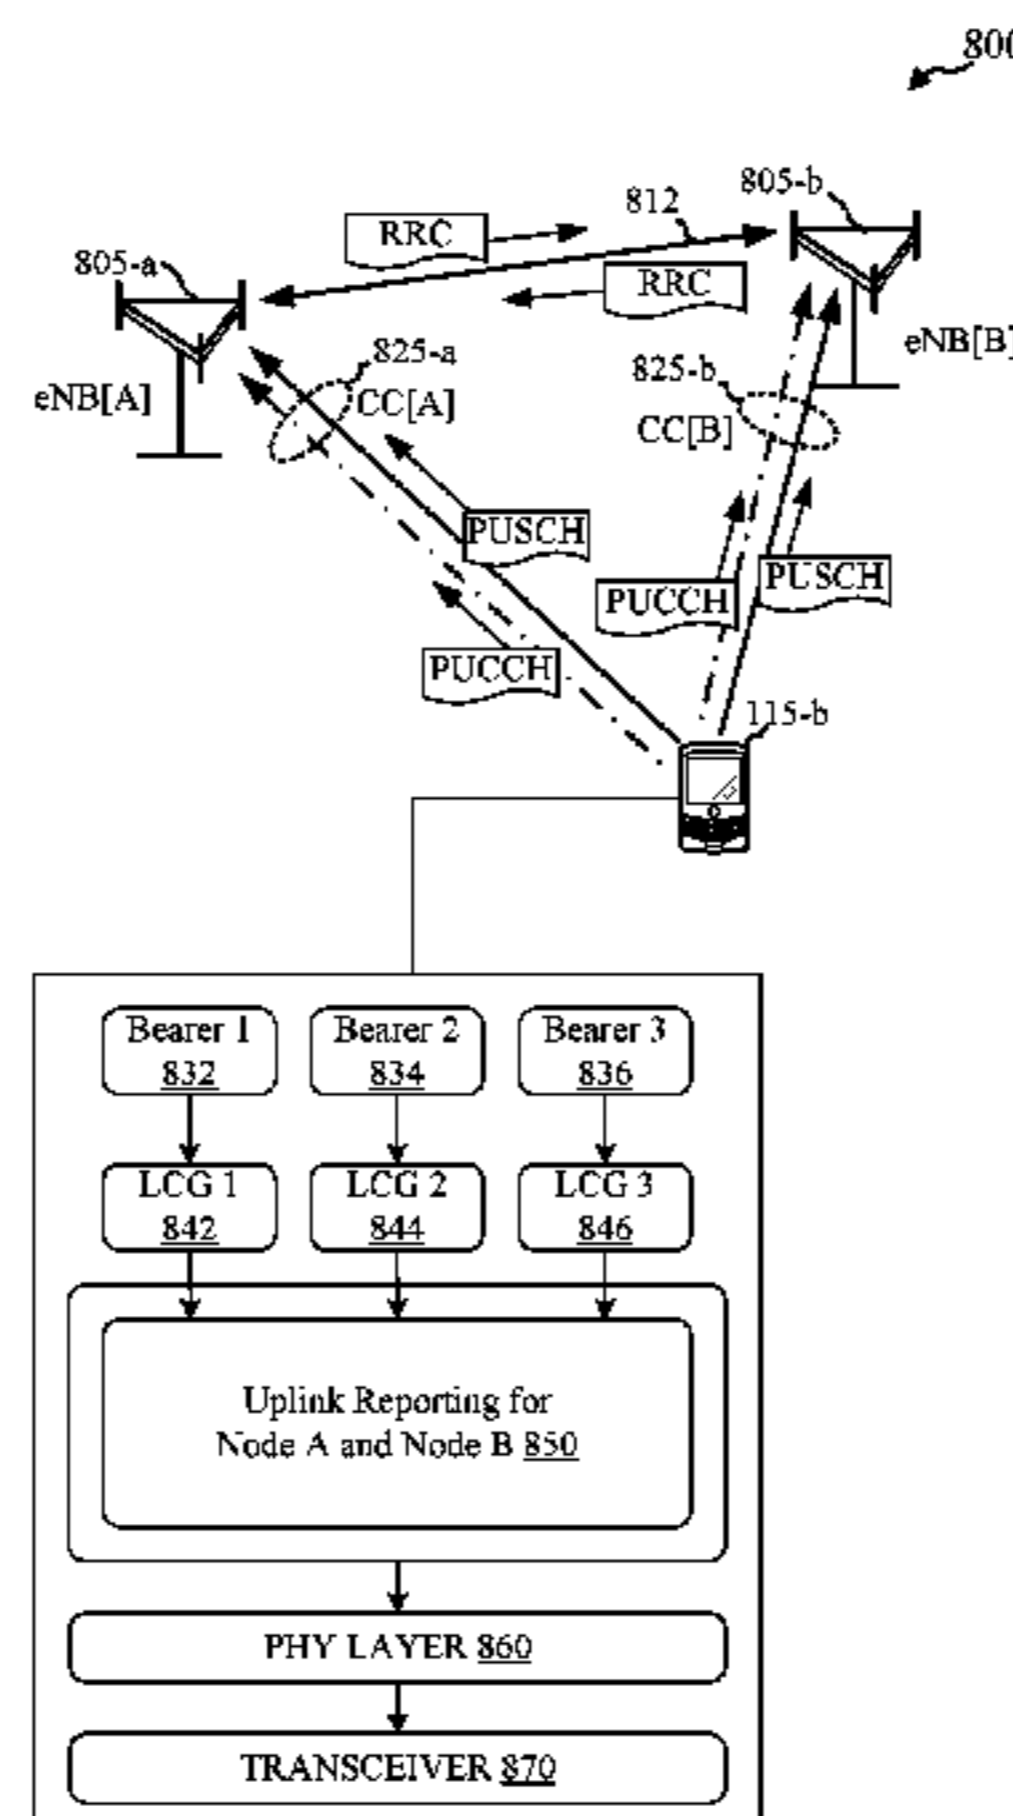 800
805-b
812
RRC
805-a
RRC
825-a
eNB[B]
825-b
eNB[A]
CC[A]
CC[B]
PUSCH
PUSCH
PUCCH
PUCCH
115-b
Bearer 1
832
Bearer 2
834
Bearer 3
836
LCG 1
842
LCG 2
844
LCG 3
846
Uplink Reporting for
Node A and Node B 850
PHY LAYER 860
TRANSCEIVER 870